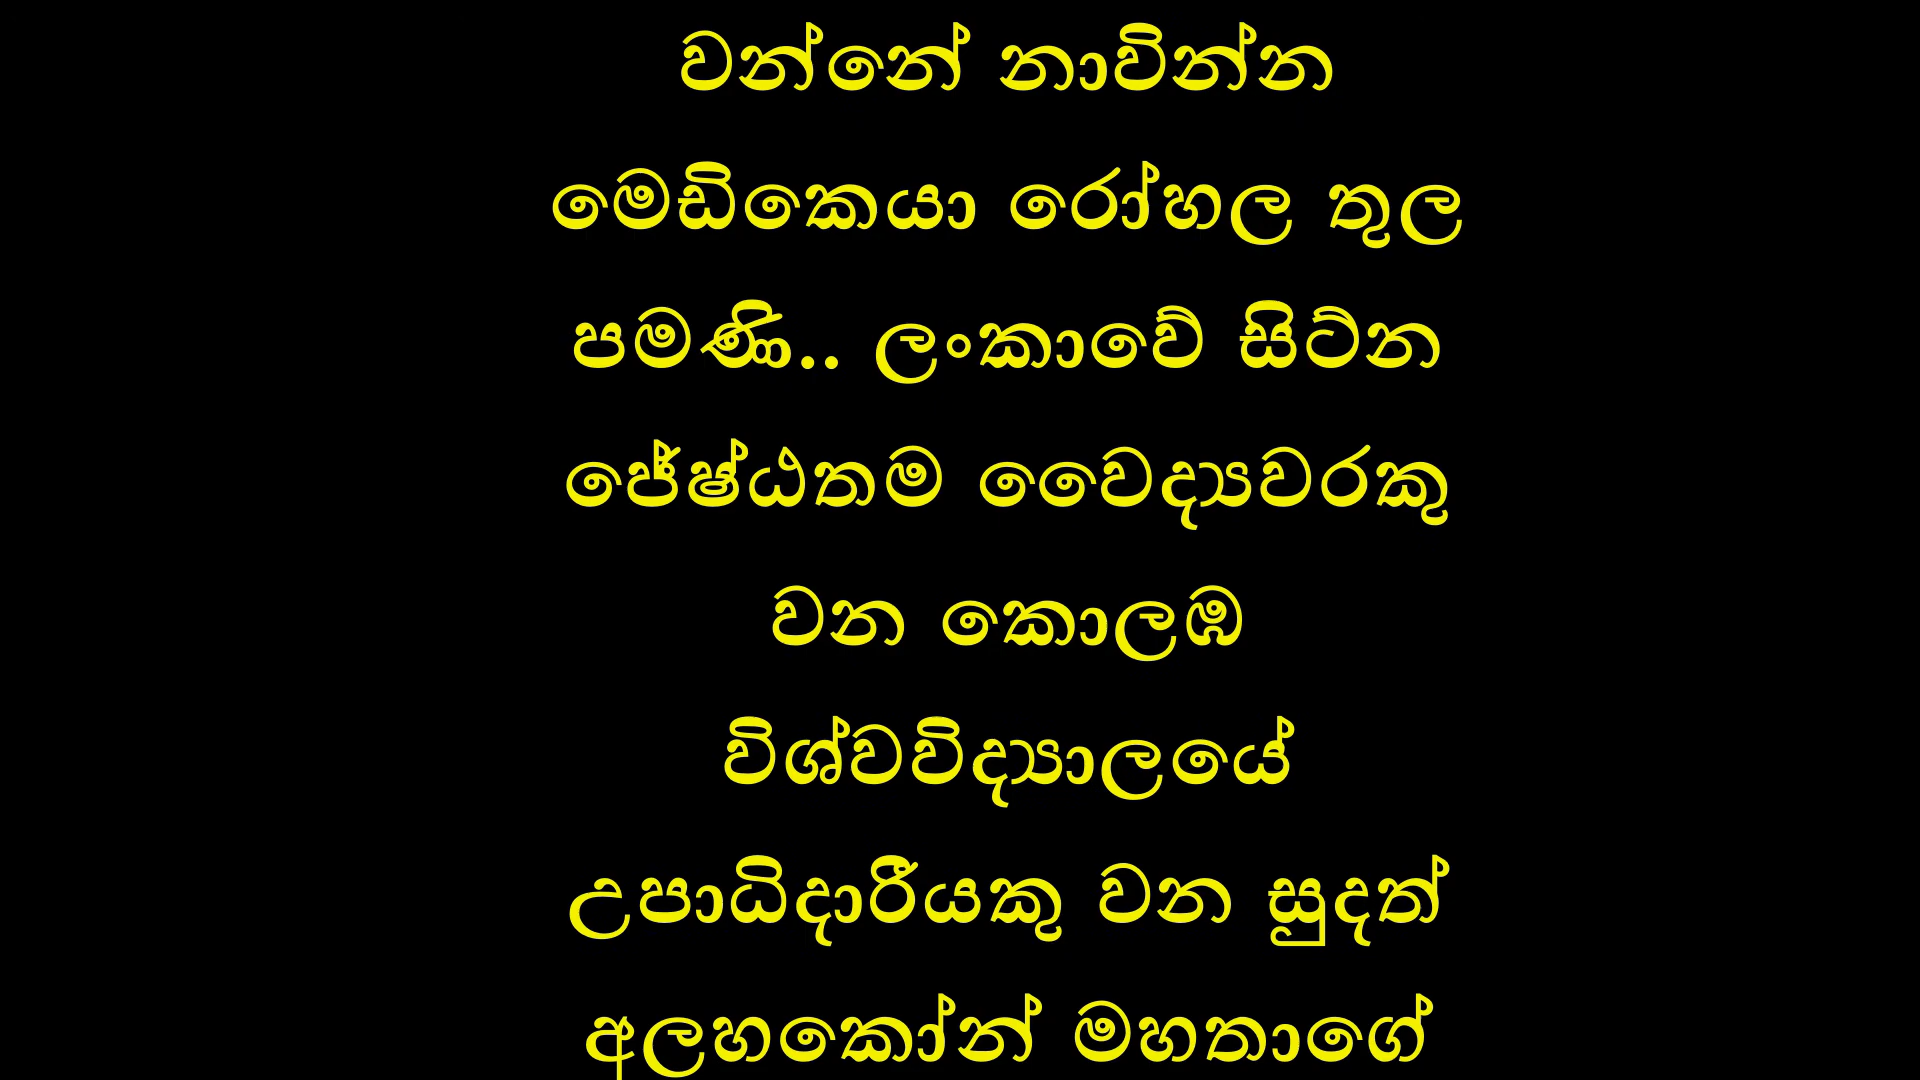 වන්නේ නාවින්න
මෙඩිකෙයා රෝහල තුල
පමණි.. ලංකාවේ සිට්න
ජේෂ්ඨතම වෛද්‍යවරකු
වන කොලඹ
විශ්වවිද්‍යාලයේ
උපාධිදාරීයකු වන සුදත්
අලහකෝන් මහතාගේ